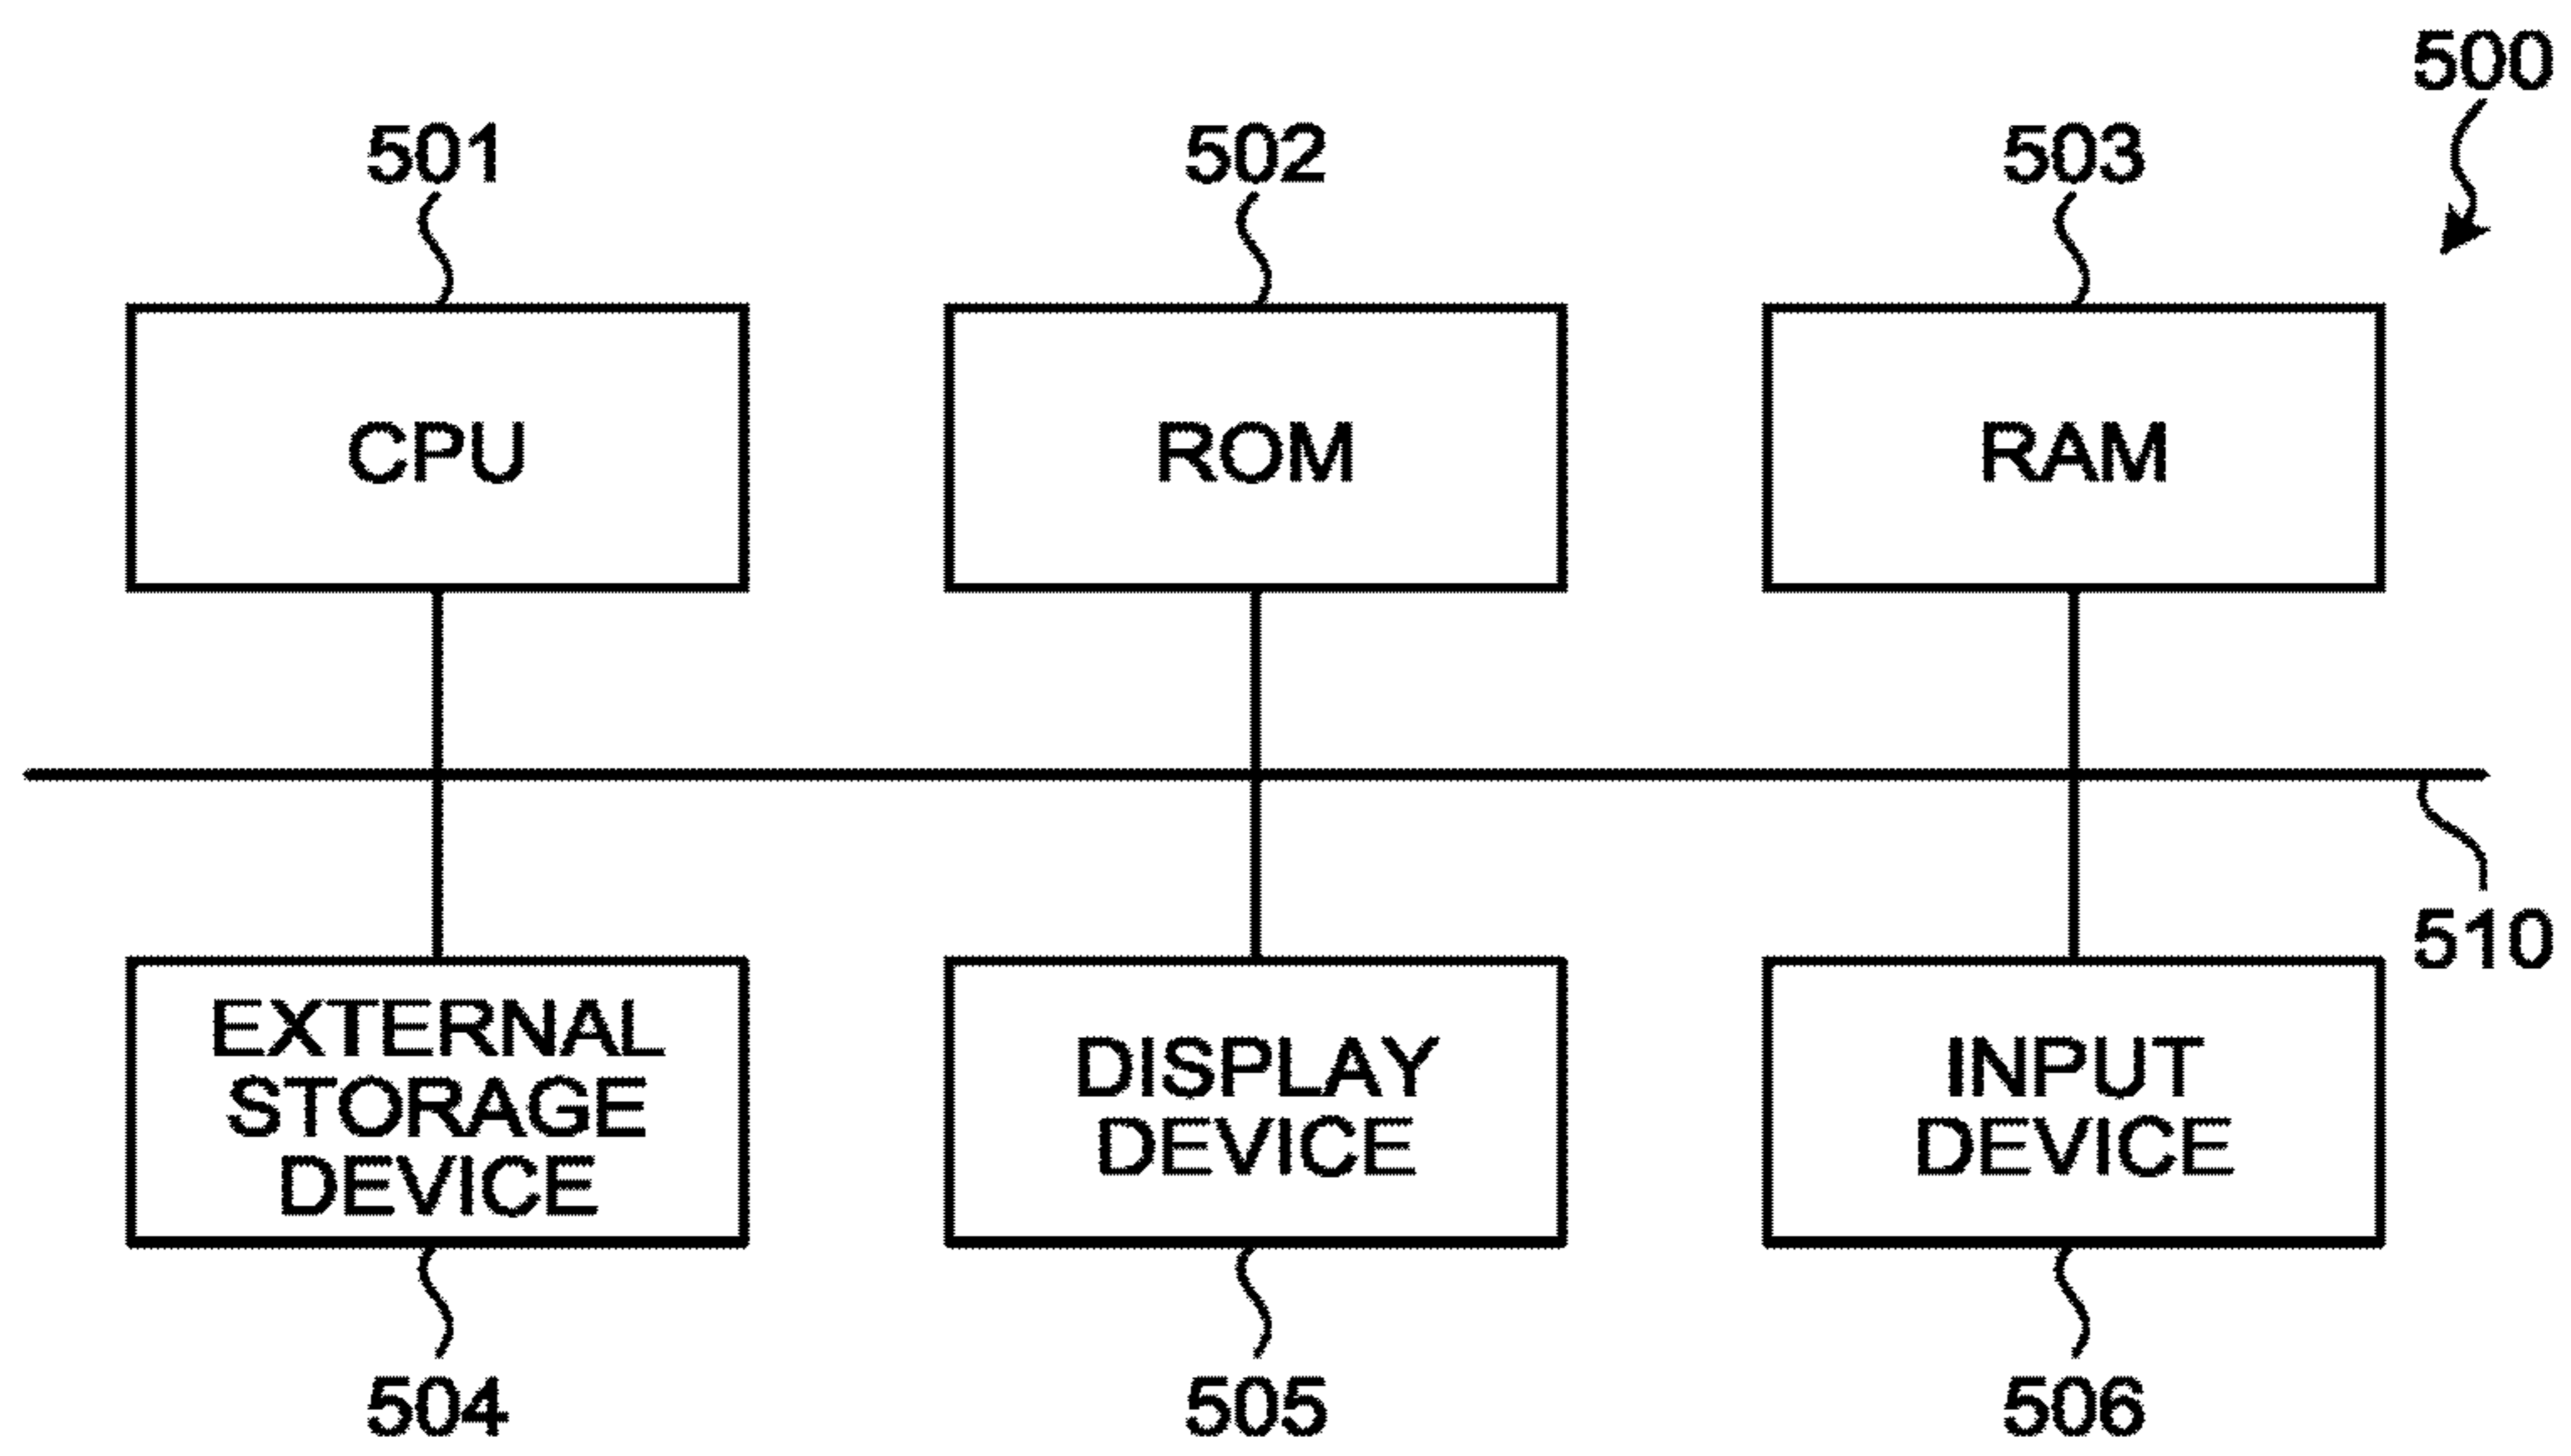 500
501
502
503
CPU
ROM
RAM
510
EXTERNAL
STORAGE
DEVICE
DISPLAY
DEVICE
INPUT
DEVICE
504
505
506